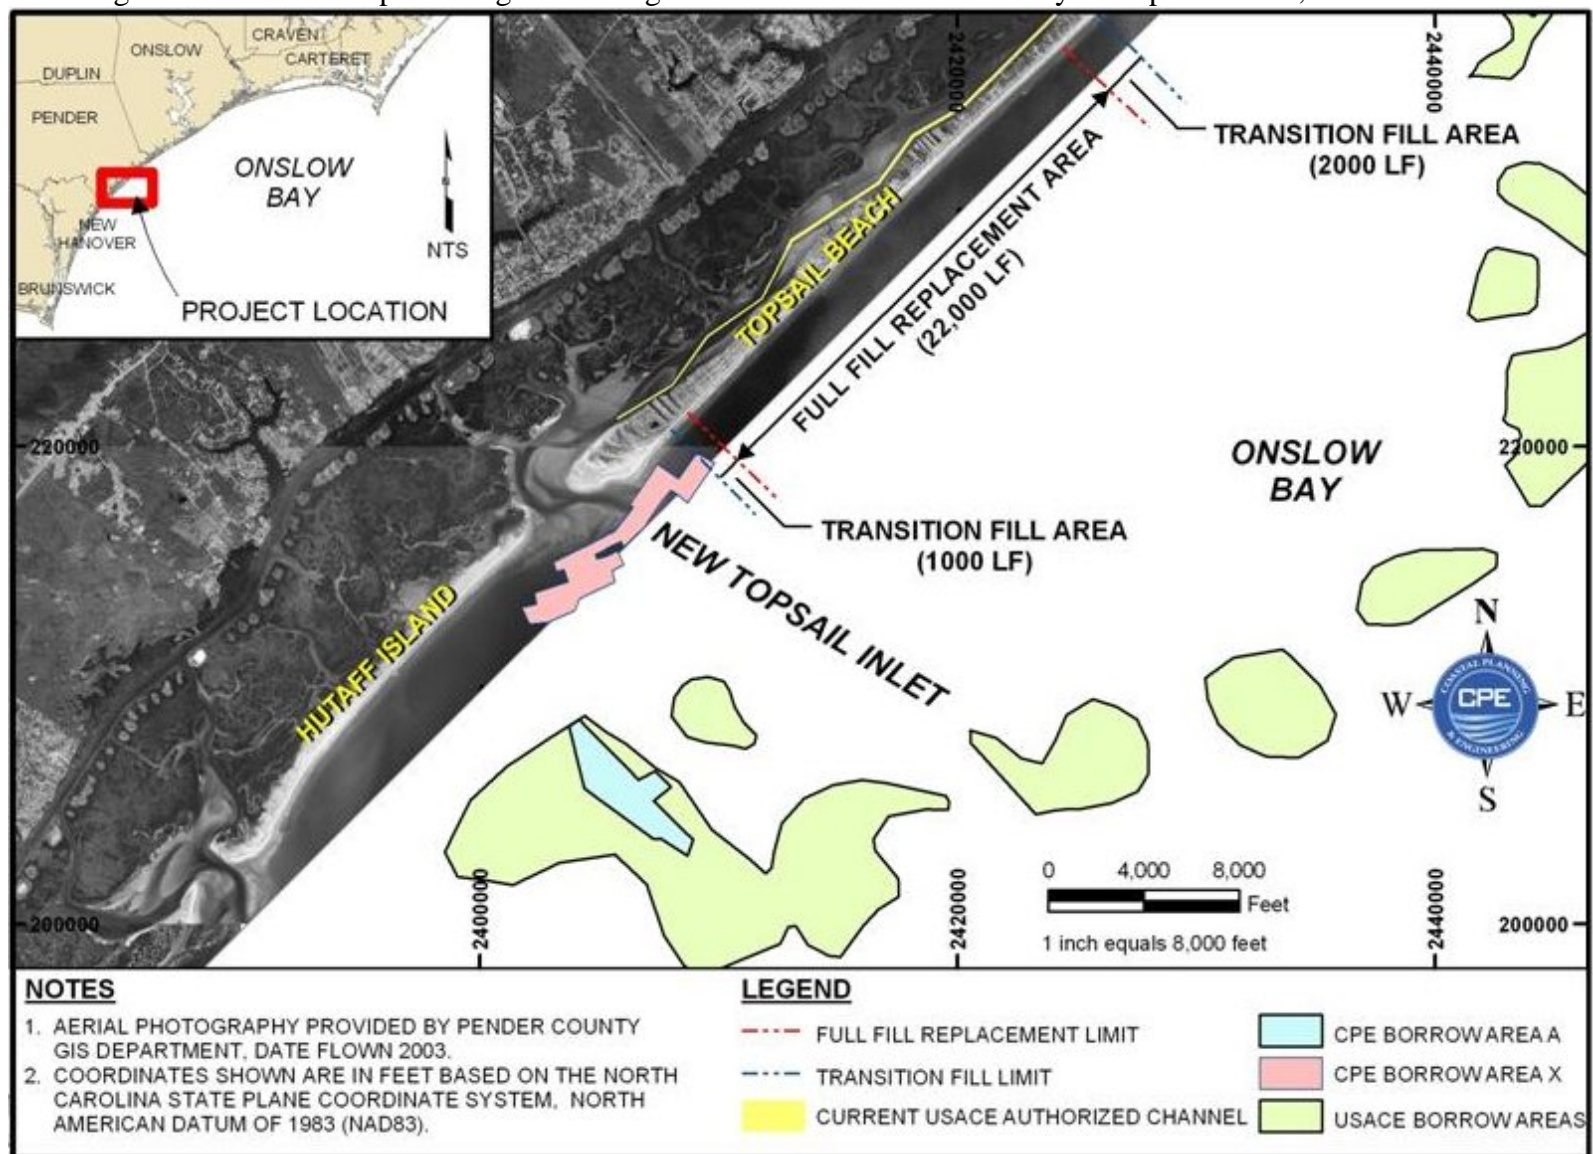 ONSLOW
CRAVEN
CARTERET
DUPLIN
PENDER
ONSLOW
BAY
NEW
HANOVER
NTS
BRUNSWICK
PROJECT LOCATION
2420000
2440000
TRANSITION FILL AREA
(2000 LF)
TOPSAIL BEACH
FULL FILL REPLACEMENT AREA
(22,000 LF)
220000
220000
ONSLOW
BAY
TRANSITION FILL AREA
(1000 LF)
NEW TOPSAIL INLET
HUTAFF ISLAND
N
W
E
S
COASTAL PLANNING
CPE
& ENGINEERING
0 4,000 8,000
Feet
1 inch equals 8,000 feet
200000
2400000
2420000
2440000
200000
NOTES
1. AERIAL PHOTOGRAPHY PROVIDED BY PENDER COUNTY
GIS DEPARTMENT, DATE FLOWN 2003.
2. COORDINATES SHOWN ARE IN FEET BASED ON THE NORTH
CAROLINA STATE PLANE COORDINATE SYSTEM, NORTH
AMERICAN DATUM OF 1983 (NAD83).
LEGEND
FULL FILL REPLACEMENT LIMIT
TRANSITION FILL LIMIT
CURRENT USACE AUTHORIZED CHANNEL
CPE BORROW AREA A
CPE BORROW AREA X
USACE BORROW AREAS